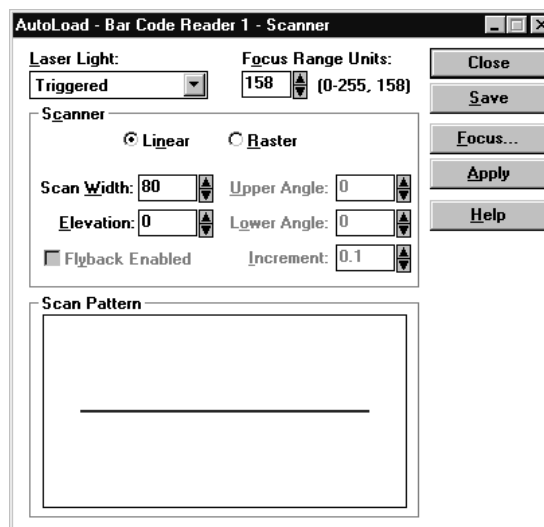 AutoLoad - Bar Code Reader 1 - Scanner
Laser Light:
Focus Range Units:
Close
Triggered
158
(0-255, 158)
Save
Scanner
Linear
Raster
Focus...
Scan Width: 80
Upper Angle: 0
Apply
Elevation: 0
Lower Angle: 0
Help
Flyback Enabled
Increment: 0.1
Scan Pattern